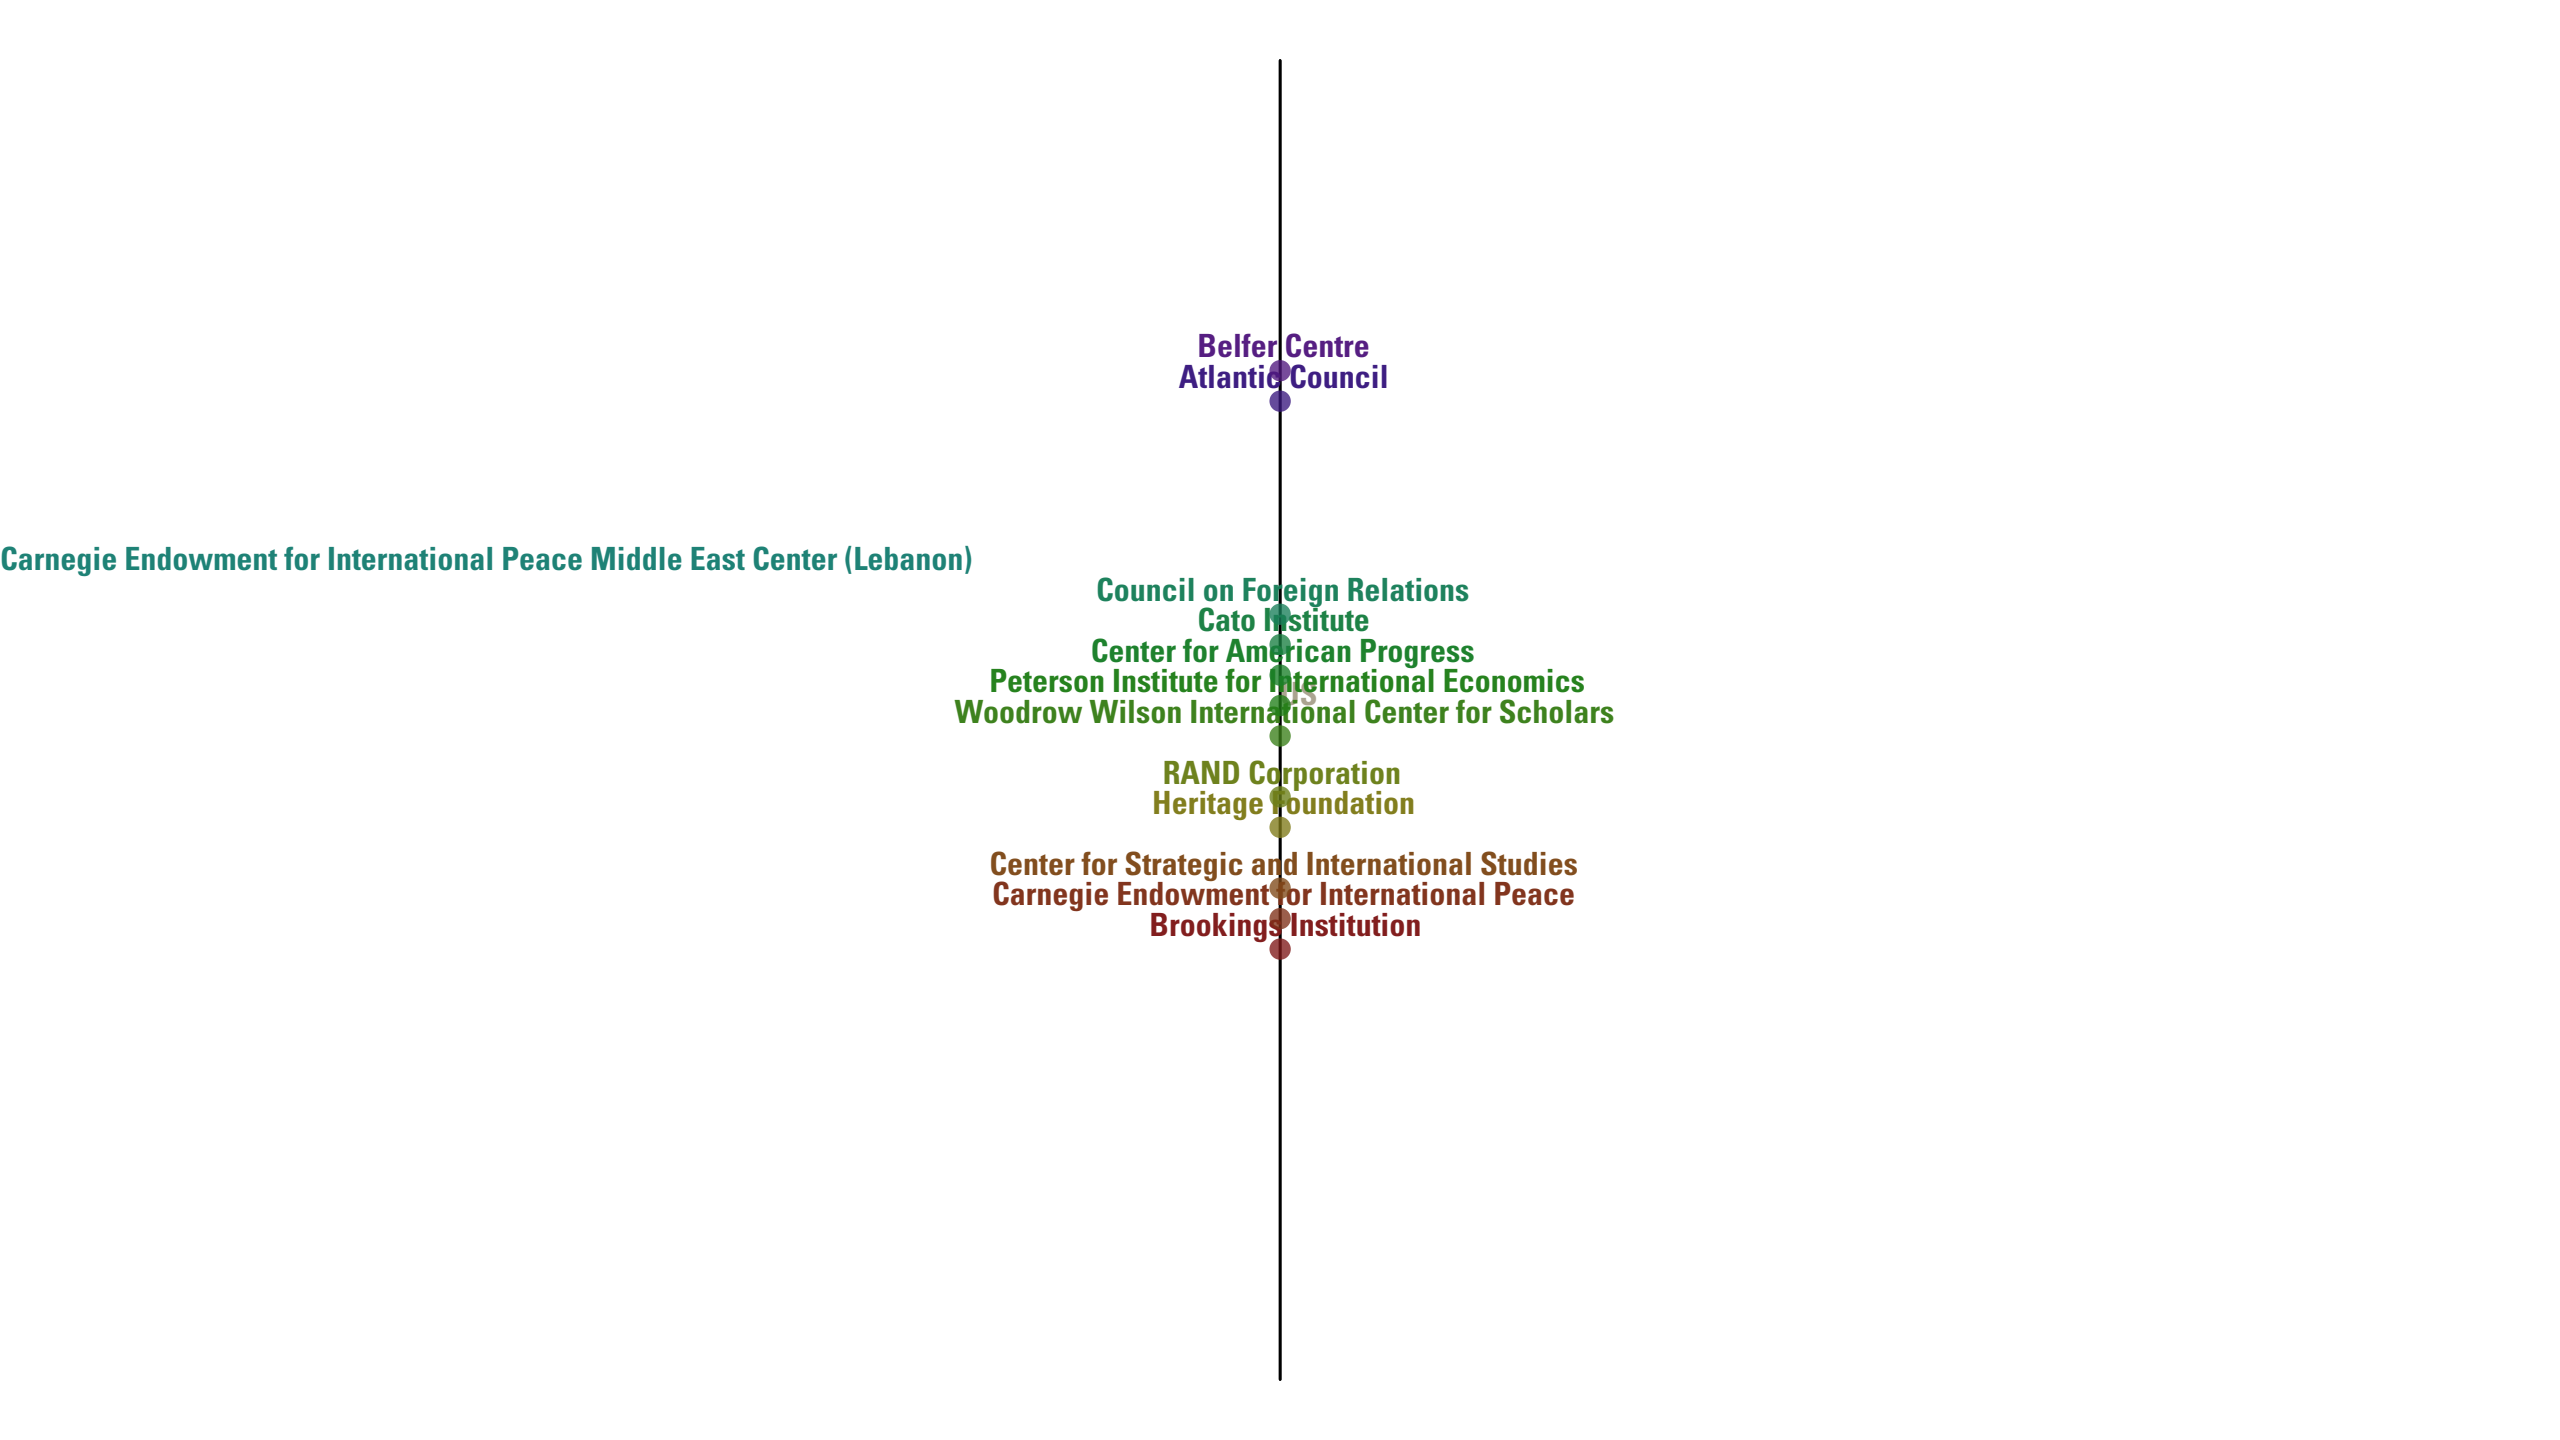 Belfer Centre
Atlantic Council
Carnegie Endowment for International Peace Middle East Center (Lebanon)
Council on Foreign Relations
Cato Institute
Center for American Progress
Peterson Institute for International Economics
US
Woodrow Wilson International Center for Scholars
RAND Corporation
Heritage Foundation
Center for Strategic and International Studies
Carnegie Endowment for International Peace
Brookings Institution